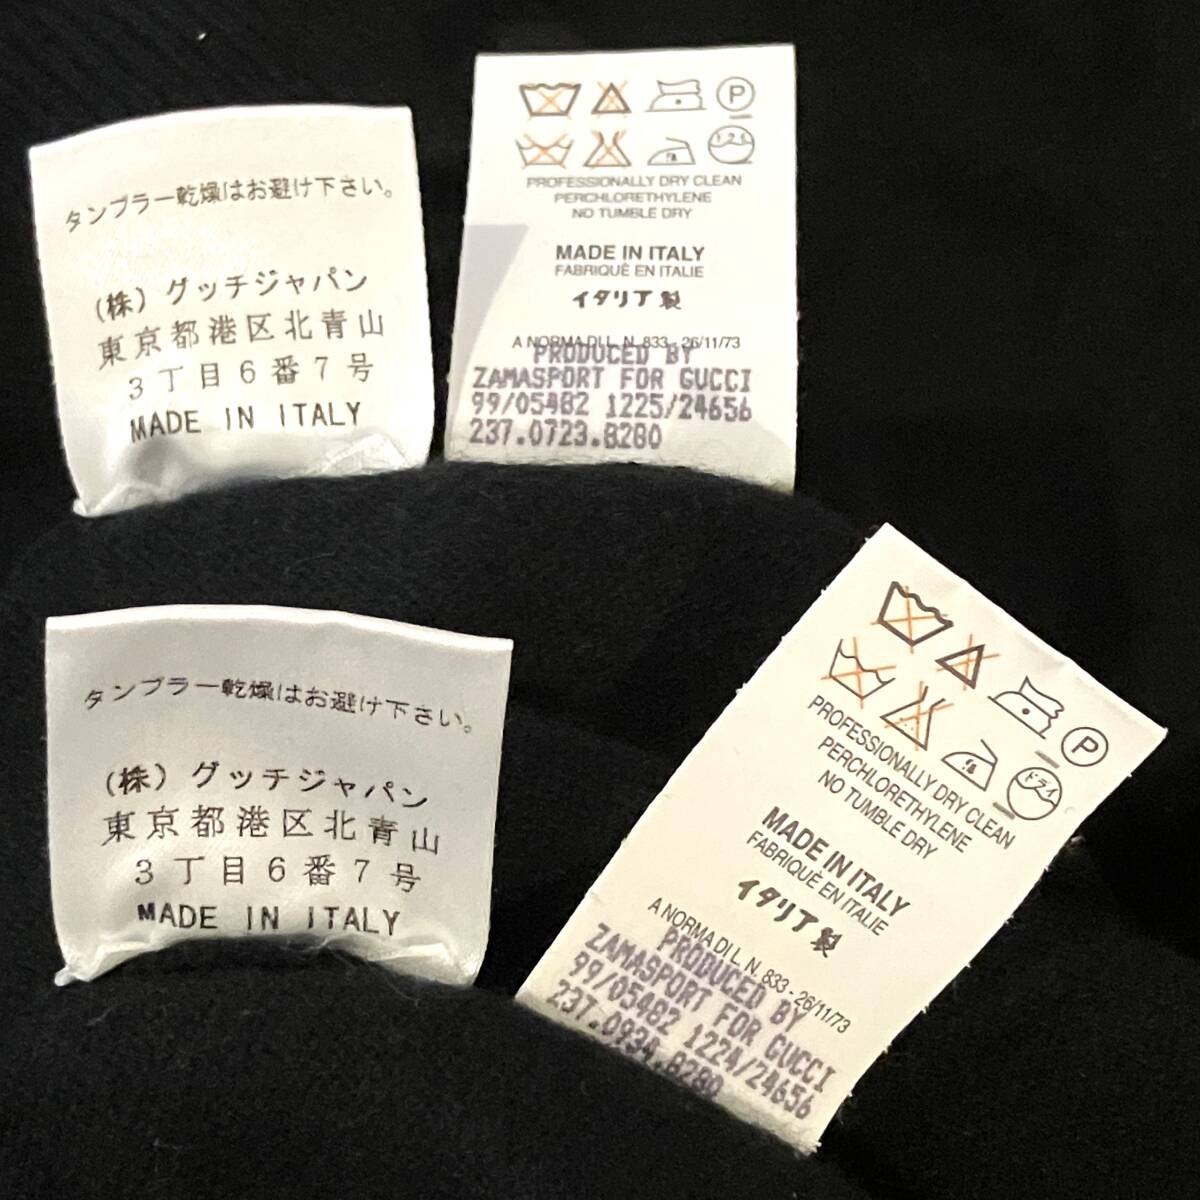 タンブラー乾燥はお避け下さい。
(株)グッチジャパン
東京都港区北青山
3丁目6番7号
MADE IN ITALY
P
PROFESSIONALLY DRY CLEAN
PERCHLORETHYLENE
NO TUMBLE DRY
MADE IN ITALY
FABRIQUÉ EN ITALIE
イタリア製
A NORMA DI L. N. 833 - 26/11/73
PRODUCED BY
ZAMASPORT FOR GUCCI
99/05482 1225/24656
237.0723.8280
タンブラー乾燥はお避け下さい。
(株)グッチジャパン
東京都港区北青山
3丁目6番7号
MADE IN ITALY
P
ドライ
PROFESSIONALLY DRY CLEAN
PERCHLORETHYLENE
NO TUMBLE DRY
MADE IN ITALY
FABRIQUÉ EN ITALIE
イタリア製
A NORMA DI L. N. 833 - 26/11/73
PRODUCED BY
ZAMASPORT FOR GUCCI
99/05482 1224/24656
237.0934.8280